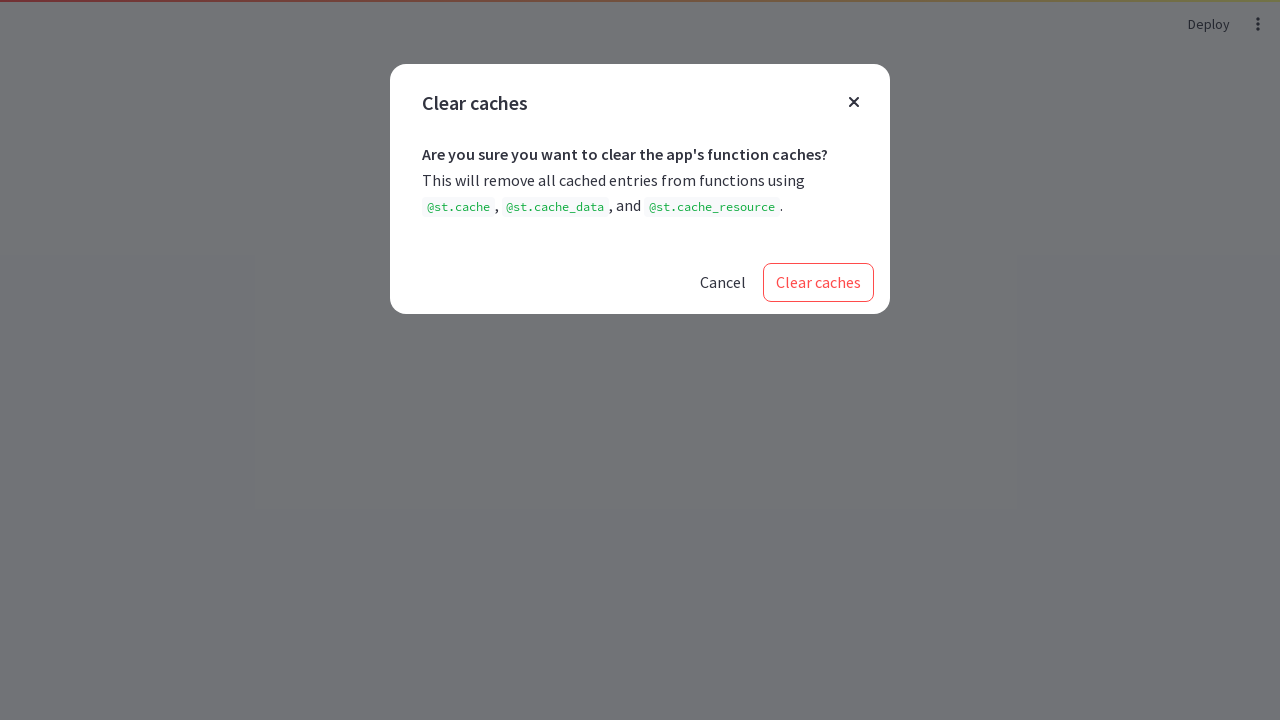 Deploy
Clear caches
Are you sure you want to clear the app's function caches?
This will remove all cached entries from functions using
@st.cache, @st.cache_data, and @st.cache_resource.
Cancel
Clear caches